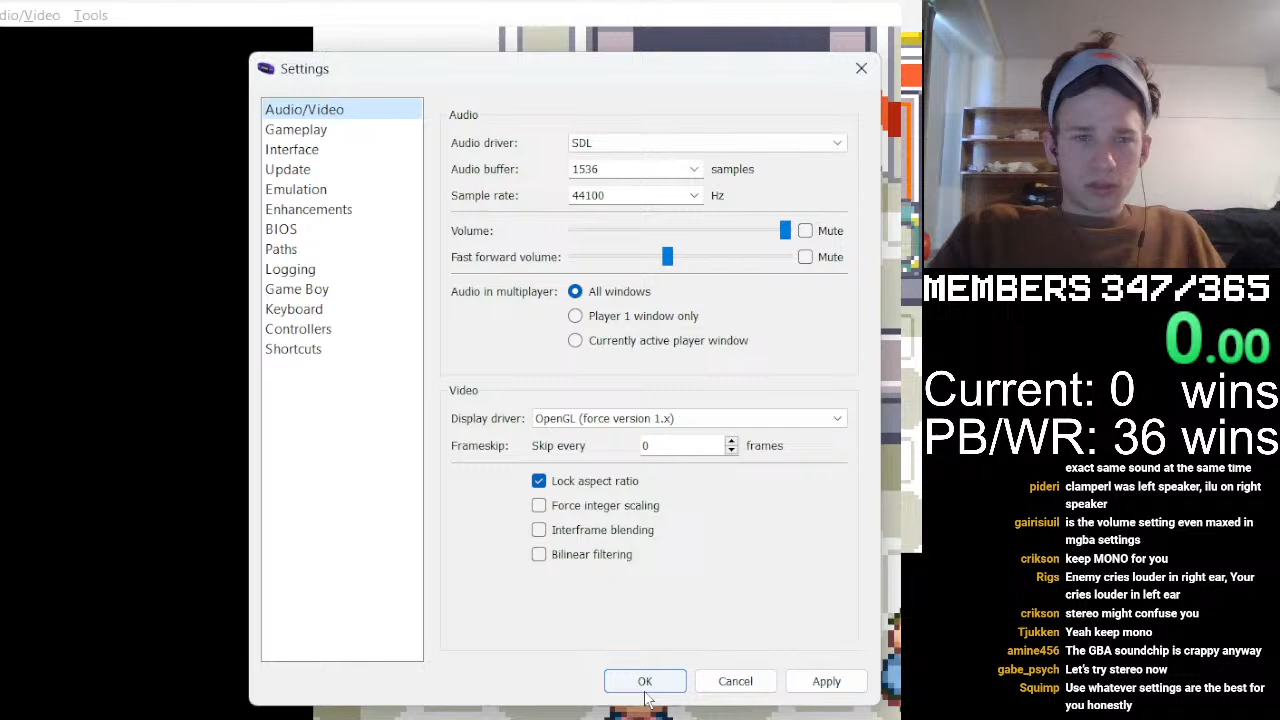 dio/Video Tools
Settings
Audio/Video
Gameplay
Interface
Update
Emulation
Enhancements
BIOS
Paths
Logging
Game Boy
Keyboard
Controllers
Shortcuts
Audio
Audio driver: SDL
Audio buffer: 1536 samples
Sample rate: 44100 Hz
Volume: Mute
Fast forward volume: Mute
Audio in multiplayer: All windows
Player 1 window only
Currently active player window
Video
Display driver: OpenGL (force version 1.x)
Frameskip: Skip every 0 frames
Lock aspect ratio
Force integer scaling
Interframe blending
Bilinear filtering
OK Cancel Apply
MEMBERS 347/365
0.00
Current: 0 wins
PB/WR: 36 wins
exact same sound at the same time
pideri clamperl was left speaker, ilu on right
speaker
gairisiuil is the volume setting even maxed in
mgba settings
crikson keep MONO for you
Rigs Enemy cries louder in right ear, Your
cries louder in left ear
crikson stereo might confuse you
Tjukken Yeah keep mono
amine456 The GBA soundchip is crappy anyway
gabe_psych Let's try stereo now
Squimp Use whatever settings are the best for
you honestly